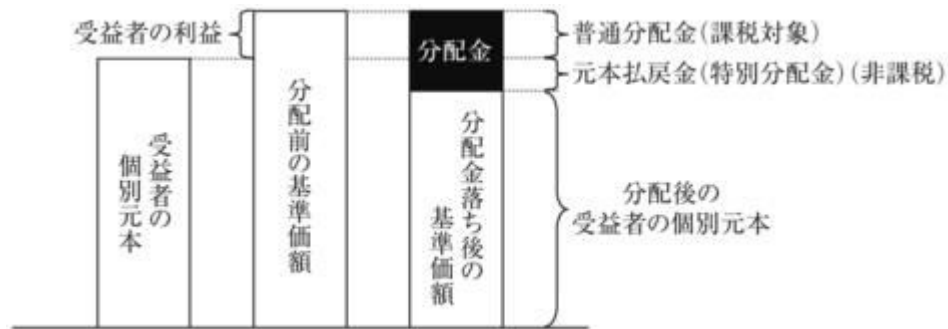 受益者の利益
分配金
普通分配金(課税対象)
元本払戻金(特別分配金)(非課税)
受益者の
個別元本
分配前の基準価額
分配金落ち後の
基準価額
分配後の
受益者の個別元本